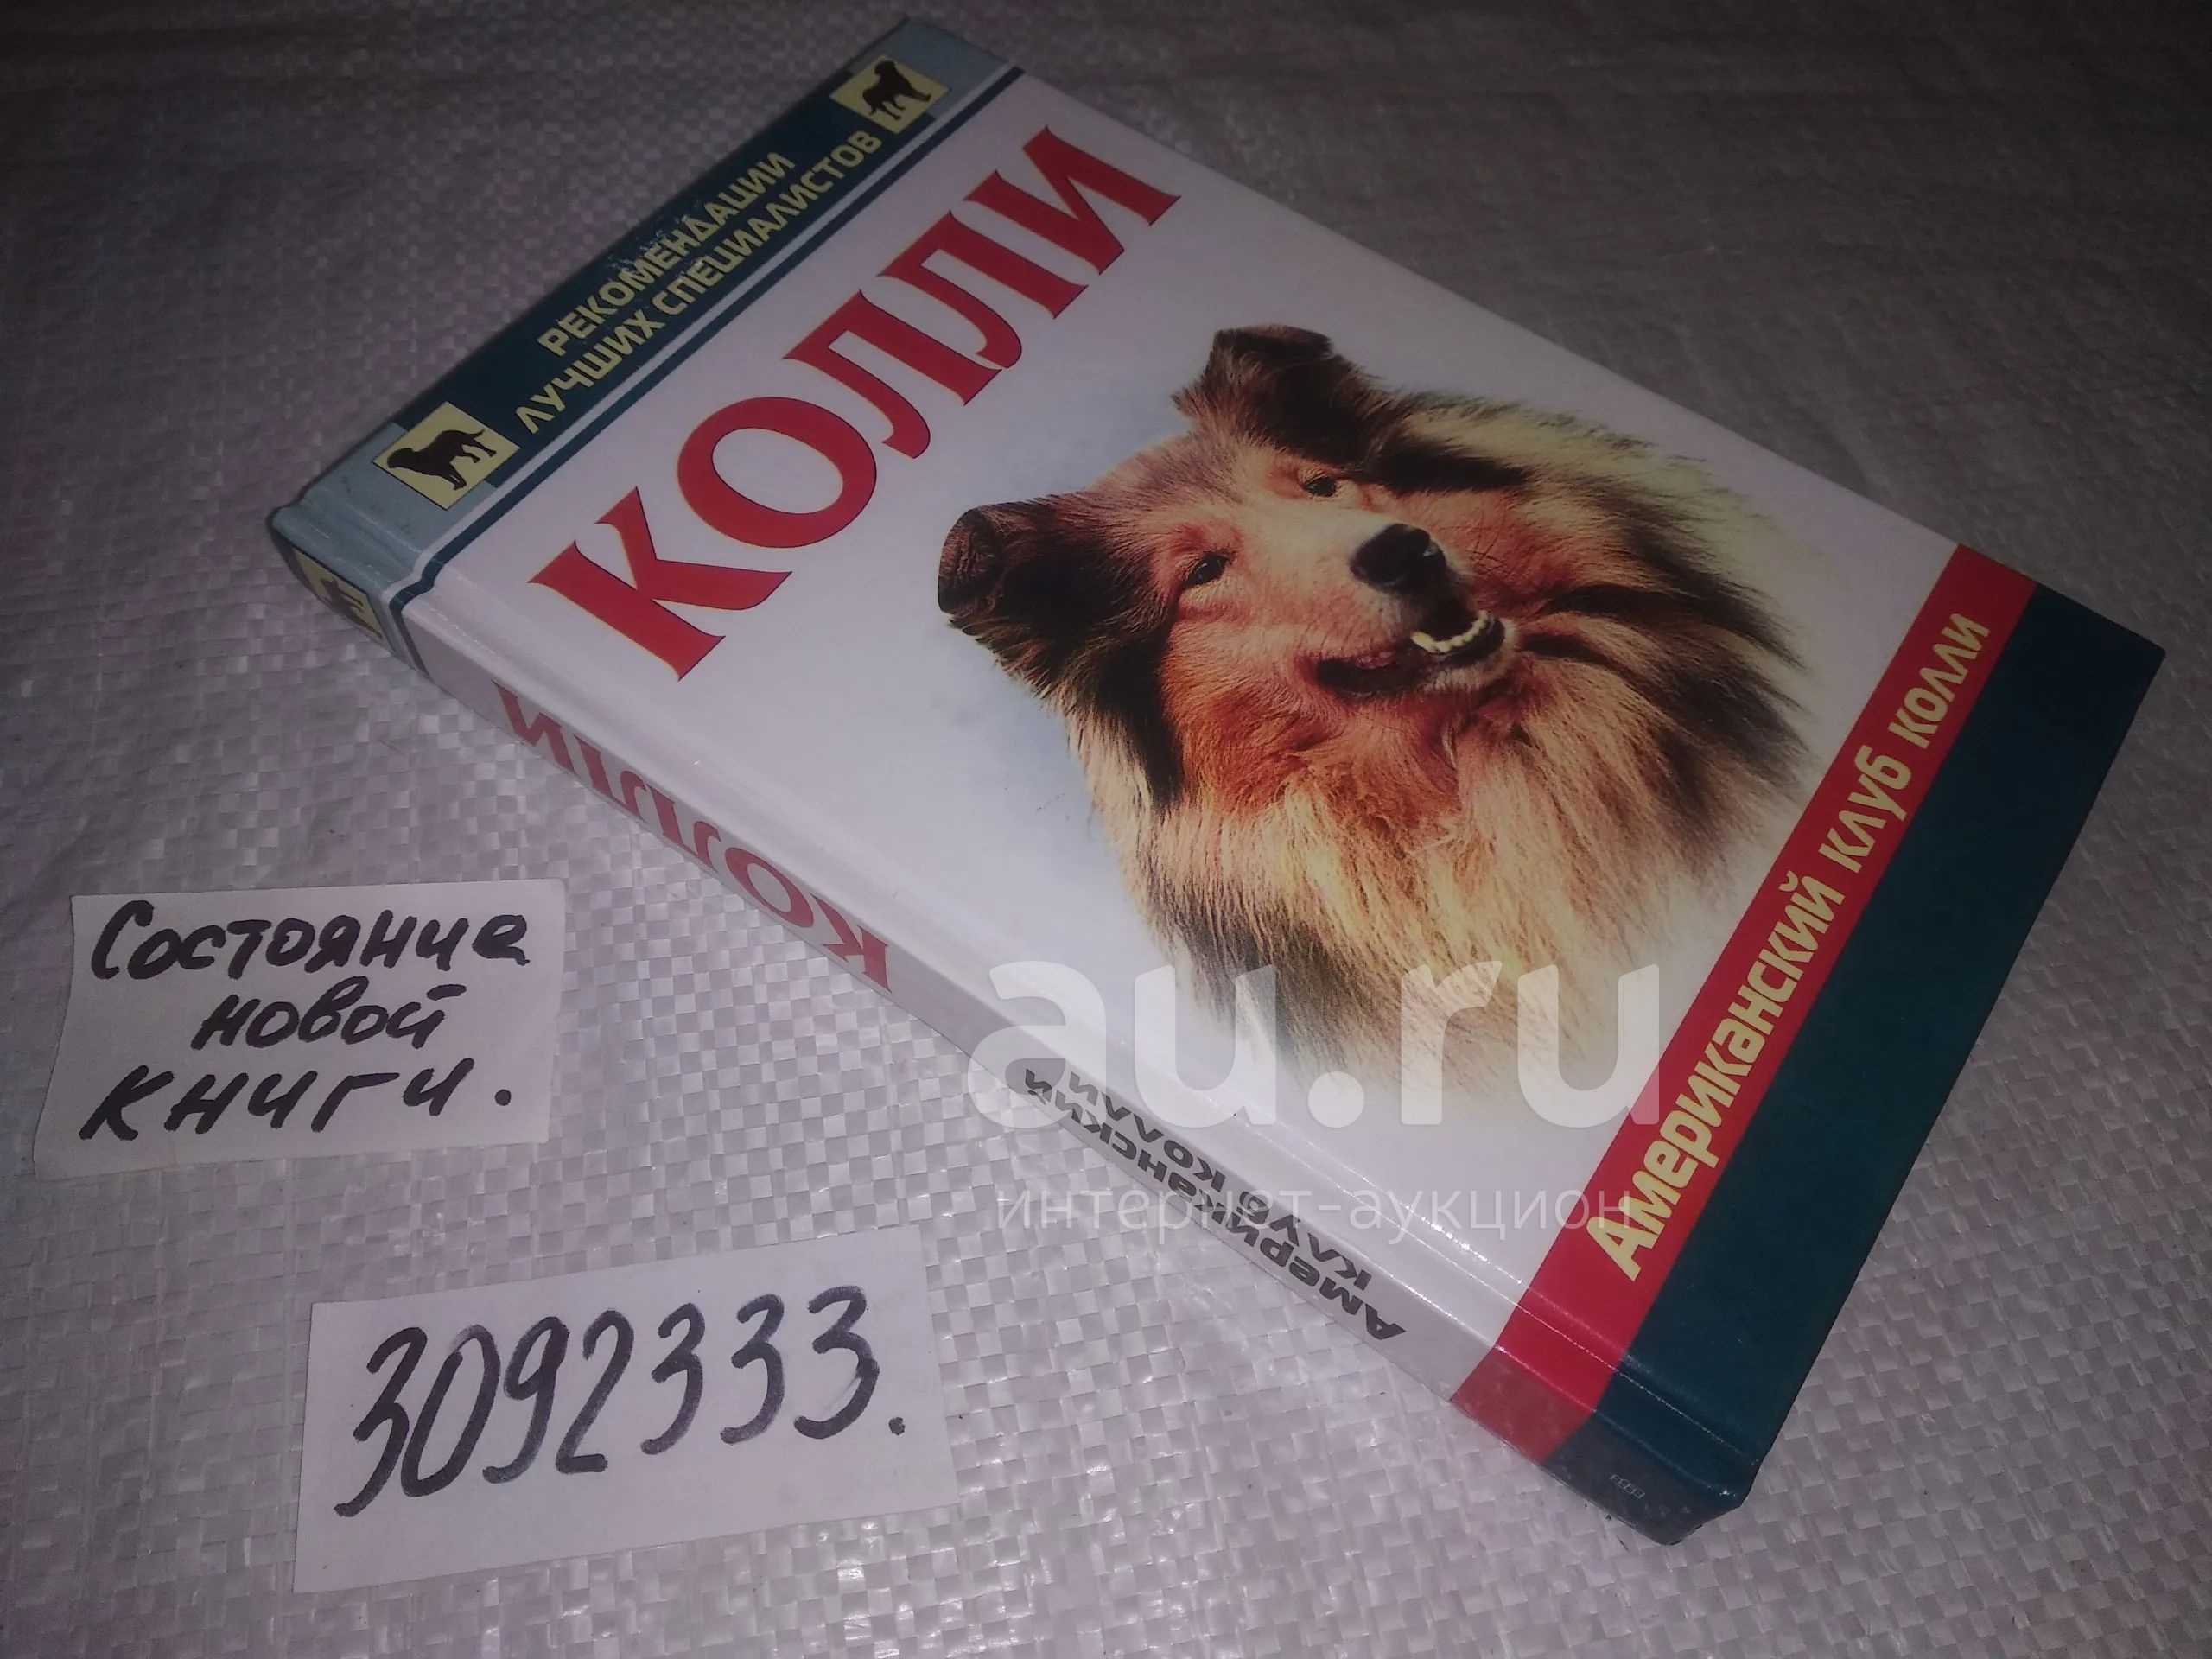 РЕКОМЕНДАЦИИ
ЛУЧШИХ СПЕЦИАЛИСТОВ
КОЛЛИ
Американский клуб колли
КОЛЛИ
Американский
клуб колли
Состояние
новой
книги.
3092333.
au.ru
интернет-аукцион